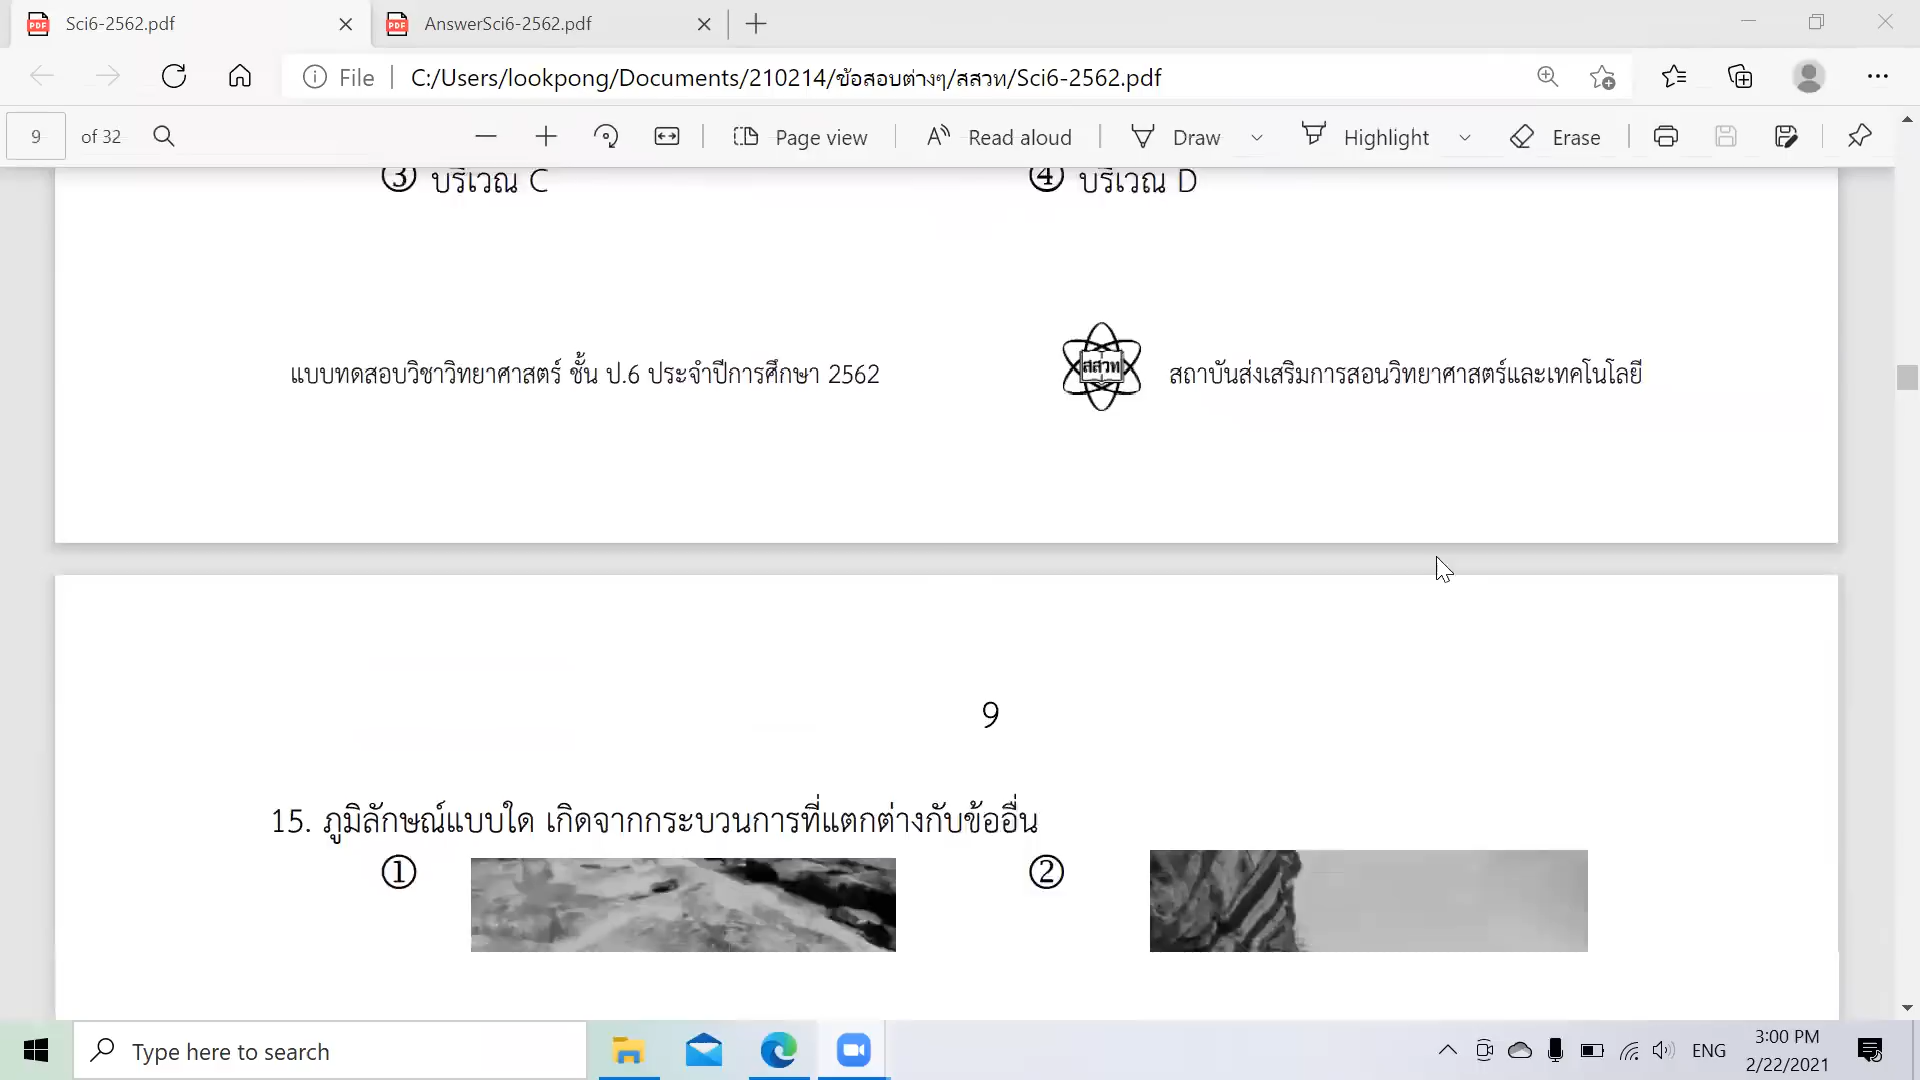 Sci6-2562.pdf
AnswerSci6-2562.pdf
File
C:/Users/lookpong/Documents/210214/ข้อสอบต่างๆ/สสวท/Sci6-2562.pdf
9 of 32
Page view
Read aloud
Draw
Highlight
Erase
③ บริเวณ C
④ บริเวณ D
แบบทดสอบวิชาวิทยาศาสตร์ ชั้น ป.6 ประจำปีการศึกษา 2562
สสวท
สถาบันส่งเสริมการสอนวิทยาศาสตร์และเทคโนโลยี
9
15. ภูมิลักษณ์แบบใด เกิดจากกระบวนการที่แตกต่างกับข้ออื่น
①
②
Type here to search
ENG
3:00 PM
2/22/2021